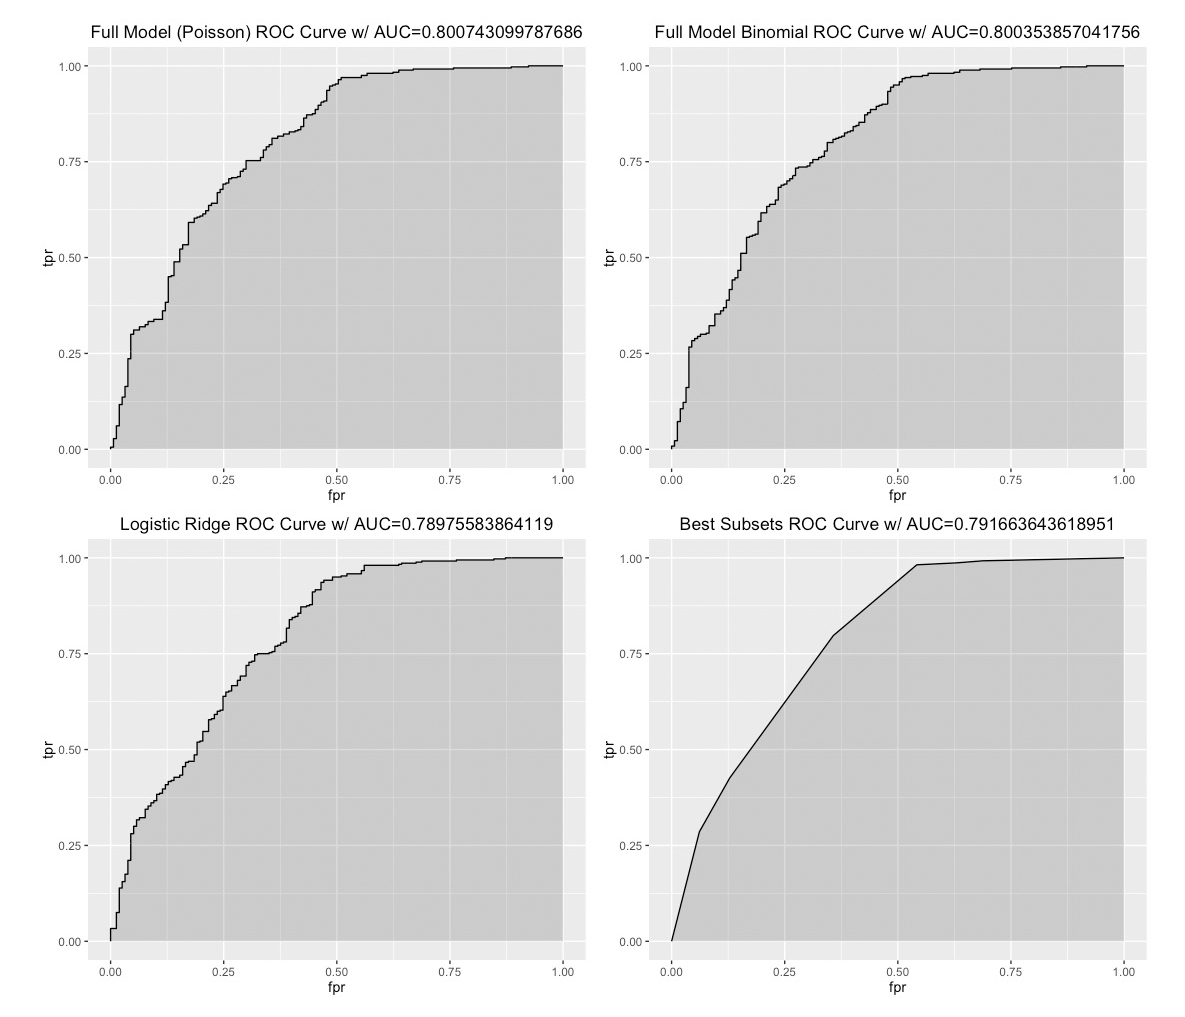 Full Model (Poisson) ROC Curve w/ AUC=0.800743099787686
1.00
0.75
0.50
0.25
0.00
tpr
0.00 0.25 0.50 0.75 1.00
fpr
Full Model Binomial ROC Curve w/ AUC=0.800353857041756
1.00
0.75
0.50
0.25
0.00
tpr
0.00 0.25 0.50 0.75 1.00
fpr
Logistic Ridge ROC Curve w/ AUC=0.78975583864119
1.00
0.75
0.50
0.25
0.00
tpr
0.00 0.25 0.50 0.75 1.00
fpr
Best Subsets ROC Curve w/ AUC=0.791663643618951
1.00
0.75
0.50
0.25
0.00
tpr
0.00 0.25 0.50 0.75 1.00
fpr